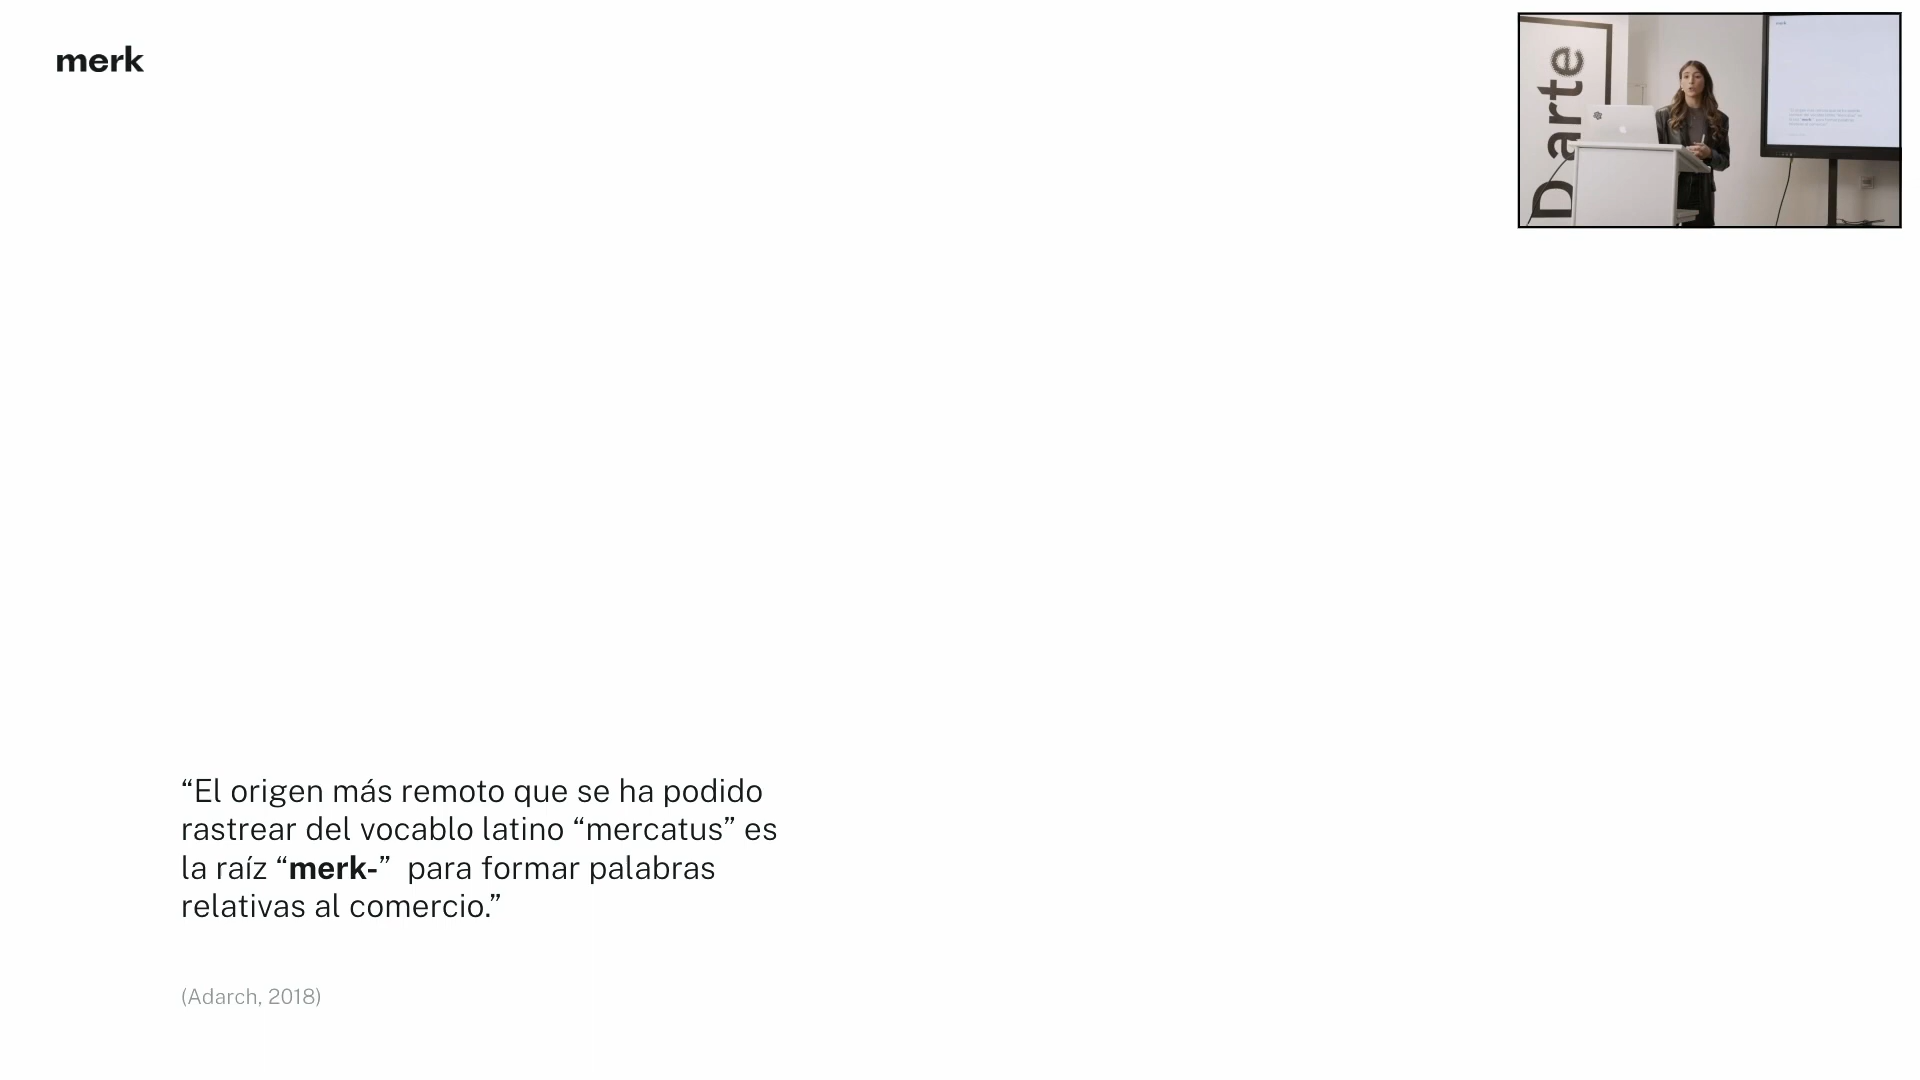 merk
D arte
“El origen más remoto que se ha podido
rastrear del vocablo latino “mercatus” es
la raíz “merk-”  para formar palabras
relativas al comercio.”
(Adarch, 2018)